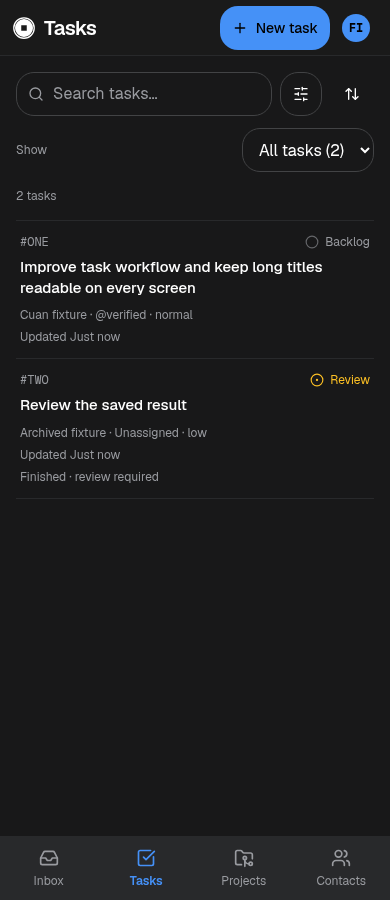 Tasks
New task
FI
Search tasks...
Show
All tasks (2)
2 tasks
#ONE
Backlog
Improve task workflow and keep long titles
readable on every screen
Cuan fixture · @verified · normal
Updated Just now
#TWO
Review
Review the saved result
Archived fixture · Unassigned · low
Updated Just now
Finished · review required
Inbox
Tasks
Projects
Contacts